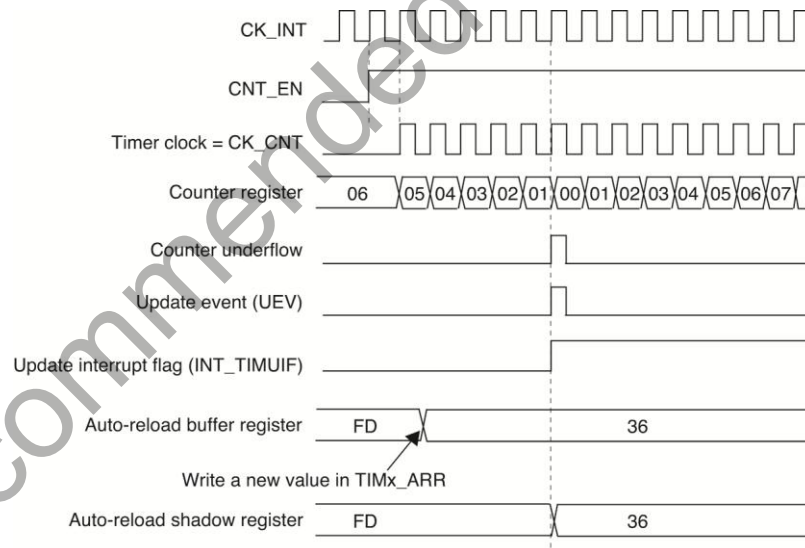 CK_INT
CNT_EN
Timer clock = CK_CNT
Counter register 06 05 04 03 02 01 00 01 02 03 04 05 06 07
Counter underflow
Update event (UEV)
Update interrupt flag (INT_TIMUIF)
Auto-reload buffer register FD 36
Write a new value in TIMx_ARR
Auto-reload shadow register FD 36
commended